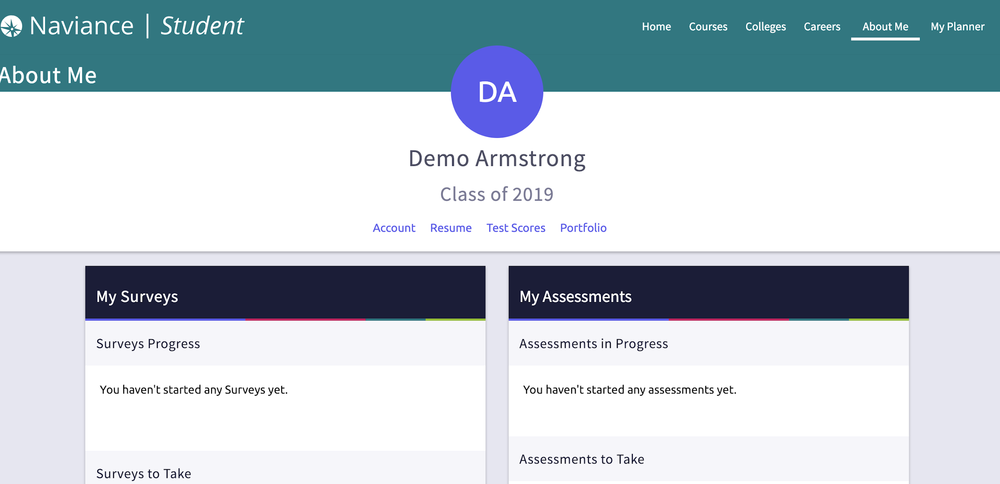 Naviance | Student
Home Courses Colleges Careers About Me My Planner
About Me
DA
Demo Armstrong
Class of 2019
Account Resume Test Scores Portfolio
My Surveys
Surveys Progress
You haven't started any Surveys yet.
Surveys to Take
My Assessments
Assessments in Progress
You haven't started any assessments yet.
Assessments to Take